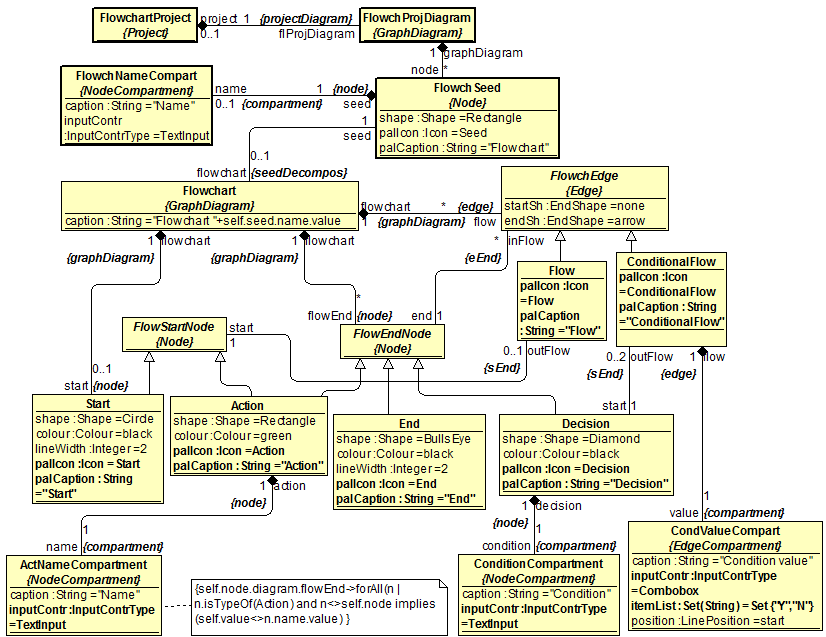 FlowchartProject
{Project}
project 1 {projectDiagram}
0..1 flProjDiagram
FlowchProjDiagram
{GraphDiagram}
1 graphDiagram
node *
FlowchNameCompart
{NodeCompartment}
caption :String ="Name"
inputContr
:InputContrType =TextInput
name 1 {node}
0..1 {compartment} seed
FlowchSeed
{Node}
shape :Shape =Rectangle
palIcon :Icon =Seed
palCaption :String ="Flowchart"
1
seed
0..1
flowchart {seedDecompos}
Flowchart
{GraphDiagram}
caption :String ="Flowchart "+self.seed.name.value
flowchart * {edge}
1 {graphDiagram} flow
FlowchEdge
{Edge}
startSh :EndShape =none
endSh :EndShape =arrow
1 flowchart
{graphDiagram}
1 flowchart
{graphDiagram}
* inFlow
{eEnd}
Flow
palIcon :Icon
=Flow
palCaption
:String ="Flow"
ConditionalFlow
palIcon :Icon
=ConditionalFlow
palCaption :String
="ConditionalFlow"
*
flowEnd {node}
end 1
FlowStartNode
{Node}
start
1
FlowEndNode
{Node}
0..1 outFlow
{sEnd}
0..2 outFlow
{sEnd}
1 flow
{edge}
0..1
start {node}
start 1
Start
shape :Shape =Circle
colour :Colour =black
lineWidth :Integer =2
palIcon :Icon = Start
palCaption :String
="Start"
Action
shape :Shape =Rectangle
colour :Colour =green
palIcon :Icon =Action
palCaption :String ="Action"
End
shape :Shape =BullsEye
colour :Colour =black
lineWidth :Integer =2
palIcon :Icon =End
palCaption :String ="End"
Decision
shape :Shape =Diamond
colour :Colour =black
palIcon :Icon =Decision
palCaption :String ="Decision"
1 action
{node}
1
name {compartment}
1 decision
{node}
1
condition {compartment}
1
value {compartment}
ActNameCompartment
{NodeCompartment}
caption :String ="Name"
inputContr :InputContrType
=TextInput
{self.node.diagram.flowEnd->forAll(n |
n.isTypeOf(Action) and n<>self.node implies
(self.value<>n.name.value ) }
ConditionCompartment
{NodeCompartment}
caption :String ="Condition"
inputContr :InputContrType
=TextInput
CondValueCompart
{EdgeCompartment}
caption :String ="Condition value"
inputContr :InputContrType
=Combobox
itemList : Set(String) = Set {"Y","N"}
position :LinePosition =start